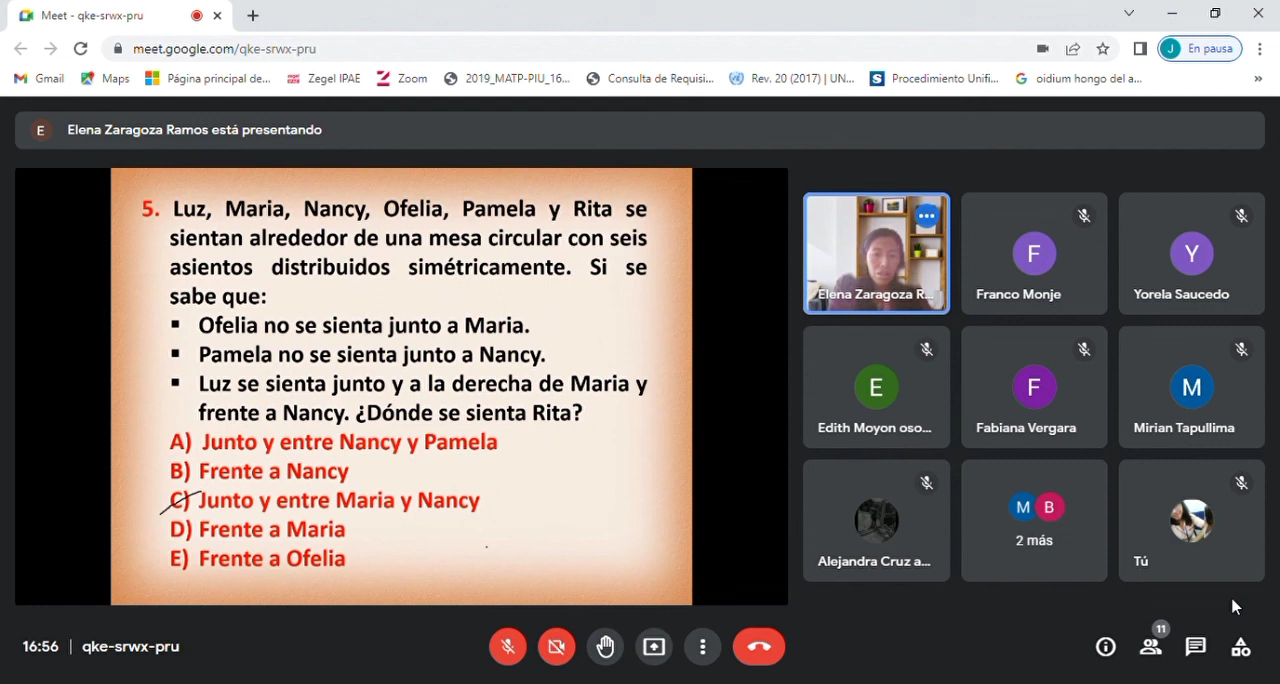 Meet - qke-srwx-pru
meet.google.com/qke-srwx-pru
J En pausa
Gmail Maps Página principal de... Zegel IPAE Zoom 2019_MATP-PIU_16... Consulta de Requisi... Rev. 20 (2017) | UN... Procedimiento Unifi... oidium hongo del a... »
E Elena Zaragoza Ramos está presentando
5. Luz, Maria, Nancy, Ofelia, Pamela y Rita se
sientan alrededor de una mesa circular con seis
asientos distribuidos simétricamente. Si se
sabe que:
▪ Ofelia no se sienta junto a Maria.
▪ Pamela no se sienta junto a Nancy.
▪ Luz se sienta junto y a la derecha de Maria y
frente a Nancy. ¿Dónde se sienta Rita?
A) Junto y entre Nancy y Pamela
B) Frente a Nancy
C) Junto y entre Maria y Nancy
D) Frente a Maria
E) Frente a Ofelia
Elena Zaragoza R...
F
Franco Monje
Y
Yorela Saucedo
E
Edith Moyon oso...
F
Fabiana Vergara
M
Mirian Tapullima
Alejandra Cruz a...
M B
2 más
Tú
16:56 | qke-srwx-pru
11